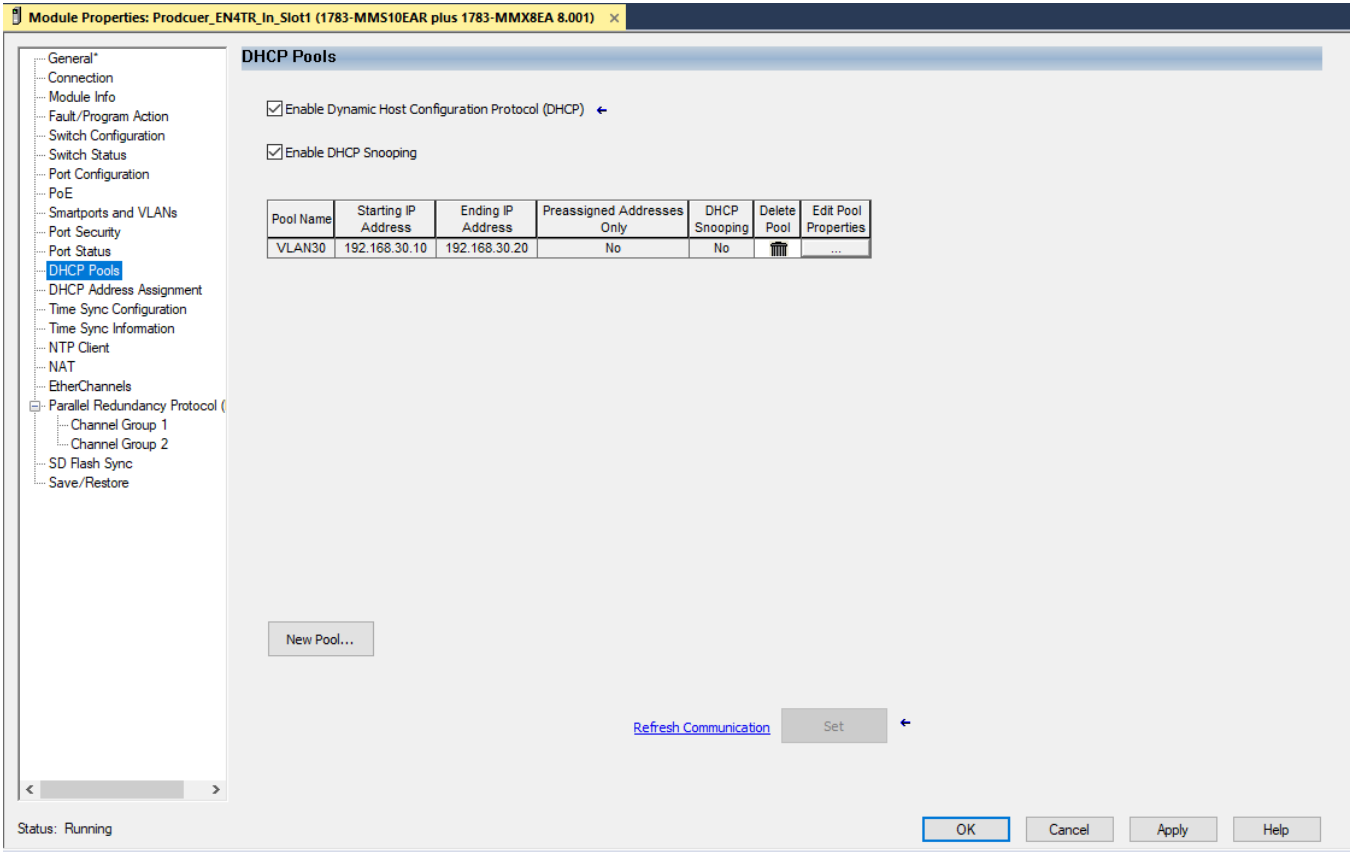 Module Properties: Prodcuer_EN4TR_In_Slot1 (1783-MMS10EAR plus 1783-MMX8EA 8.001) ×
General*
Connection
Module Info
Fault/Program Action
Switch Configuration
Switch Status
Port Configuration
PoE
Smartports and VLANs
Port Security
Port Status
DHCP Pools
DHCP Address Assignment
Time Sync Configuration
Time Sync Information
NTP Client
NAT
EtherChannels
Parallel Redundancy Protocol (
Channel Group 1
Channel Group 2
SD Flash Sync
Save/Restore
DHCP Pools
Enable Dynamic Host Configuration Protocol (DHCP) ←
Enable DHCP Snooping
Pool Name Starting IP Address Ending IP Address Preassigned Addresses Only DHCP Snooping Delete Pool Edit Pool Properties
VLAN30 192.168.30.10 192.168.30.20 No No ...
New Pool...
Refresh Communication Set ←
Status: Running
OK Cancel Apply Help